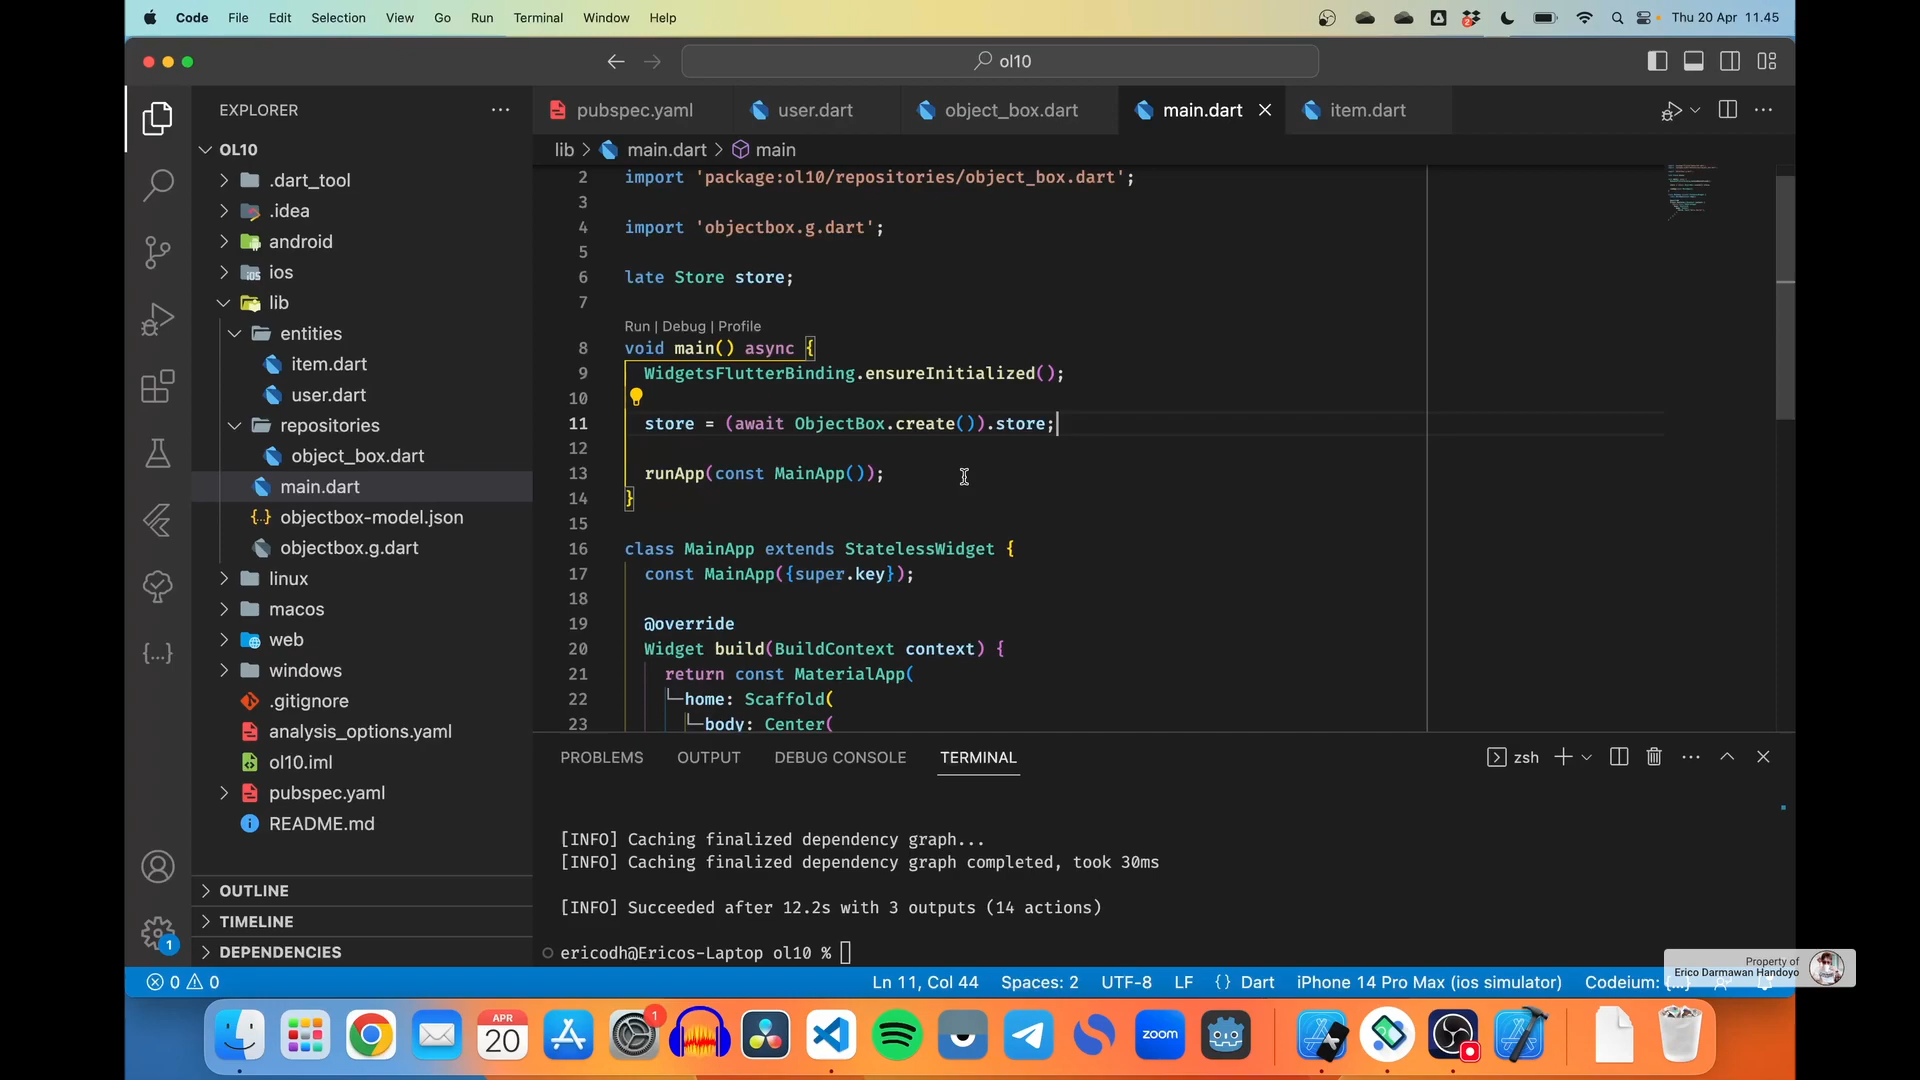 Code File Edit Selection View Go Run Terminal Window Help
2
Thu 20 Apr 11.45
ol10
EXPLORER
OL10
.dart_tool
.idea
android
ios
lib
entities
item.dart
user.dart
repositories
object_box.dart
main.dart
objectbox-model.json
objectbox.g.dart
linux
macos
web
windows
.gitignore
analysis_options.yaml
ol10.iml
pubspec.yaml
README.md
OUTLINE
TIMELINE
DEPENDENCIES
1
pubspec.yaml user.dart object_box.dart main.dart item.dart
lib > main.dart > main
2 import 'package:ol10/repositories/object_box.dart';
3
4 import 'objectbox.g.dart';
5
6 late Store store;
7
Run | Debug | Profile
8 void main() async {
9 WidgetsFlutterBinding.ensureInitialized();
10
11 store = (await ObjectBox.create()).store;
12
13 runApp(const MainApp());
14 }
15
16 class MainApp extends StatelessWidget {
17 const MainApp({super.key});
18
19 @override
20 Widget build(BuildContext context) {
21 return const MaterialApp(
22 home: Scaffold(
23 body: Center(
PROBLEMS OUTPUT DEBUG CONSOLE TERMINAL
zsh
[INFO] Caching finalized dependency graph...
[INFO] Caching finalized dependency graph completed, took 30ms
[INFO] Succeeded after 12.2s with 3 outputs (14 actions)
ericodh@Ericos-Laptop ol10 %
Property of
Erico Darmawan Handoyo
0 0
Ln 11, Col 44 Spaces: 2 UTF-8 LF {} Dart iPhone 14 Pro Max (ios simulator) Codeium: {...}
APR
20
1
zoom